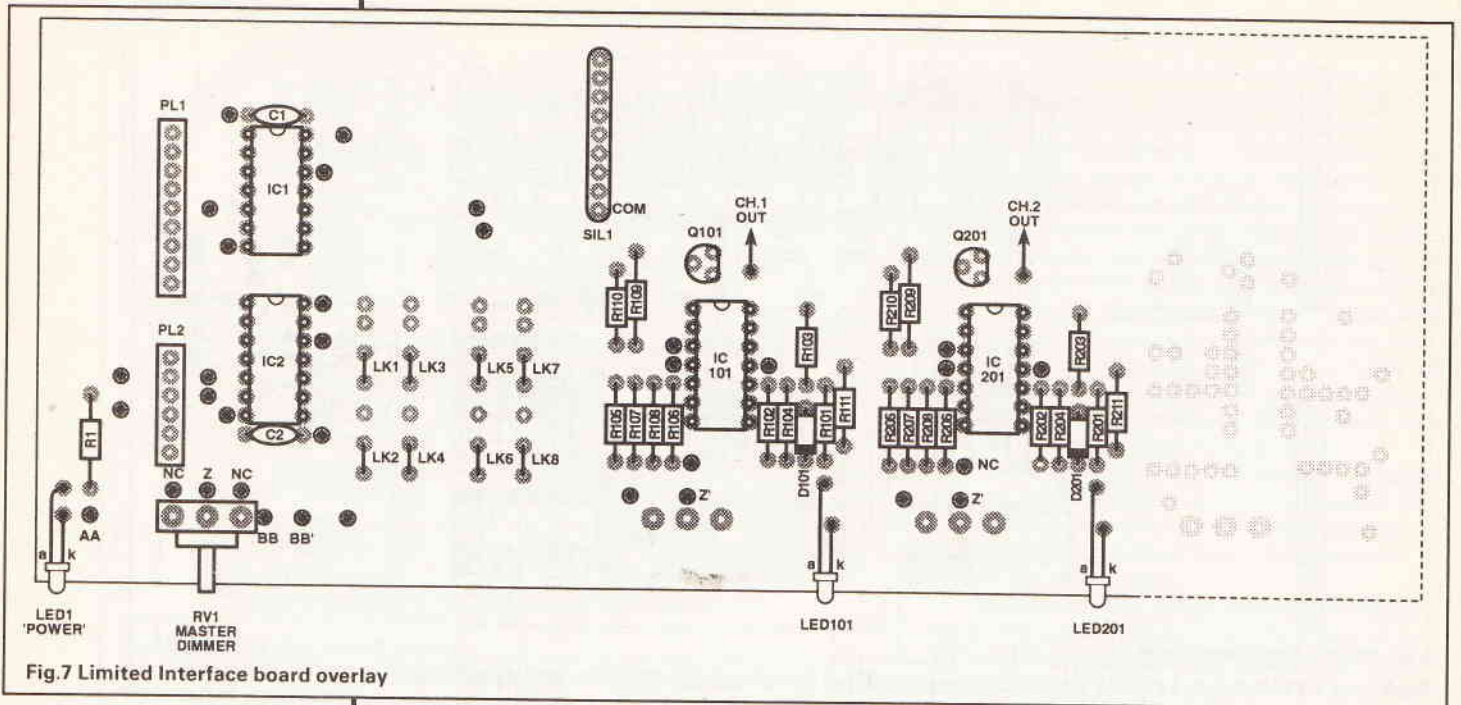 PL1
C1
IC1
COM
SIL1
CH.1
OUT
Q101
CH.2
OUT
Q201
R110
R109
R210
R209
PL2
IC2
LK1
LK3
LK5
LK7
IC
101
R103
IC
201
R203
R1
C2
LK2
LK4
LK6
LK8
R105
R107
R108
R106
R102
R104
R101
R111
R205
R207
R208
R206
R202
R204
R201
R211
D101
D201
NC
Z
NC
NC
Z'
Z'
AA
BB
BB'
a
k
a
k
a
k
LED1
'POWER'
RV1
MASTER
DIMMER
LED101
LED201
Fig.7 Limited Interface board overlay